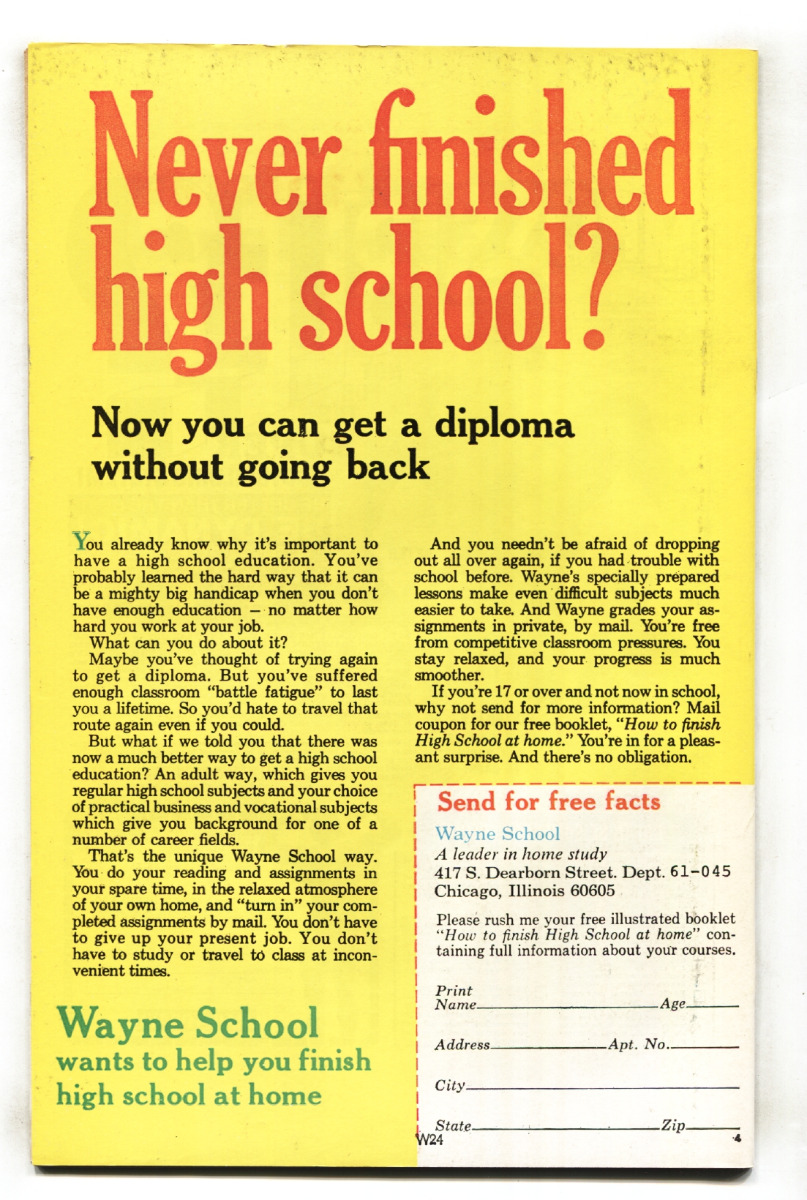 Never finished
high school?
Now you can get a diploma
without going back
You already know why it's important to
have a high school education. You've
probably learned the hard way that it can
be a mighty big handicap when you don't
have enough education — no matter how
hard you work at your job.
What can you do about it?
Maybe you've thought of trying again
to get a diploma. But you've suffered
enough classroom "battle fatigue" to last
you a lifetime. So you'd hate to travel that
route again even if you could.
But what if we told you that there was
now a much better way to get a high school
education? An adult way, which gives you
regular high school subjects and your choice
of practical business and vocational subjects
which give you background for one of a
number of career fields.
That's the unique Wayne School way.
You do your reading and assignments in
your spare time, in the relaxed atmosphere
of your own home, and "turn in" your com-
pleted assignments by mail. You don't have
to give up your present job. You don't
have to study or travel to class at incon-
venient times.
Wayne School
wants to help you finish
high school at home
And you needn't be afraid of dropping
out all over again, if you had trouble with
school before. Wayne's specially prepared
lessons make even difficult subjects much
easier to take. And Wayne grades your as-
signments in private, by mail. You're free
from competitive classroom pressures. You
stay relaxed, and your progress is much
smoother.
If you're 17 or over and not now in school,
why not send for more information? Mail
coupon for our free booklet, "How to finish
High School at home." You're in for a pleas-
ant surprise. And there's no obligation.
Send for free facts
Wayne School
A leader in home study
417 S. Dearborn Street. Dept. 61-045
Chicago, Illinois 60605
Please rush me your free illustrated booklet
"How to finish High School at home" con-
taining full information about your courses.
Print
Name Age
Address Apt. No.
City
State Zip
W24 4